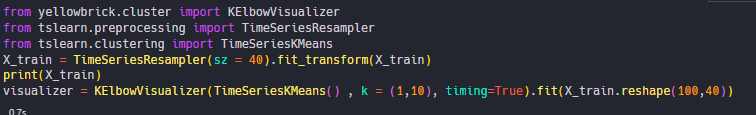 from yellowbrick.cluster import KElbowVisualizer
from tslearn.preprocessing import TimeSeriesResampler
from tslearn.clustering import TimeSeriesKMeans
X_train = TimeSeriesResampler(sz = 40).fit_transform(X_train)
print(X_train)
visualizer = KElbowVisualizer(TimeSeriesKMeans() , k = (1,10), timing=True).fit(X_train.reshape(100,40))
0.7s